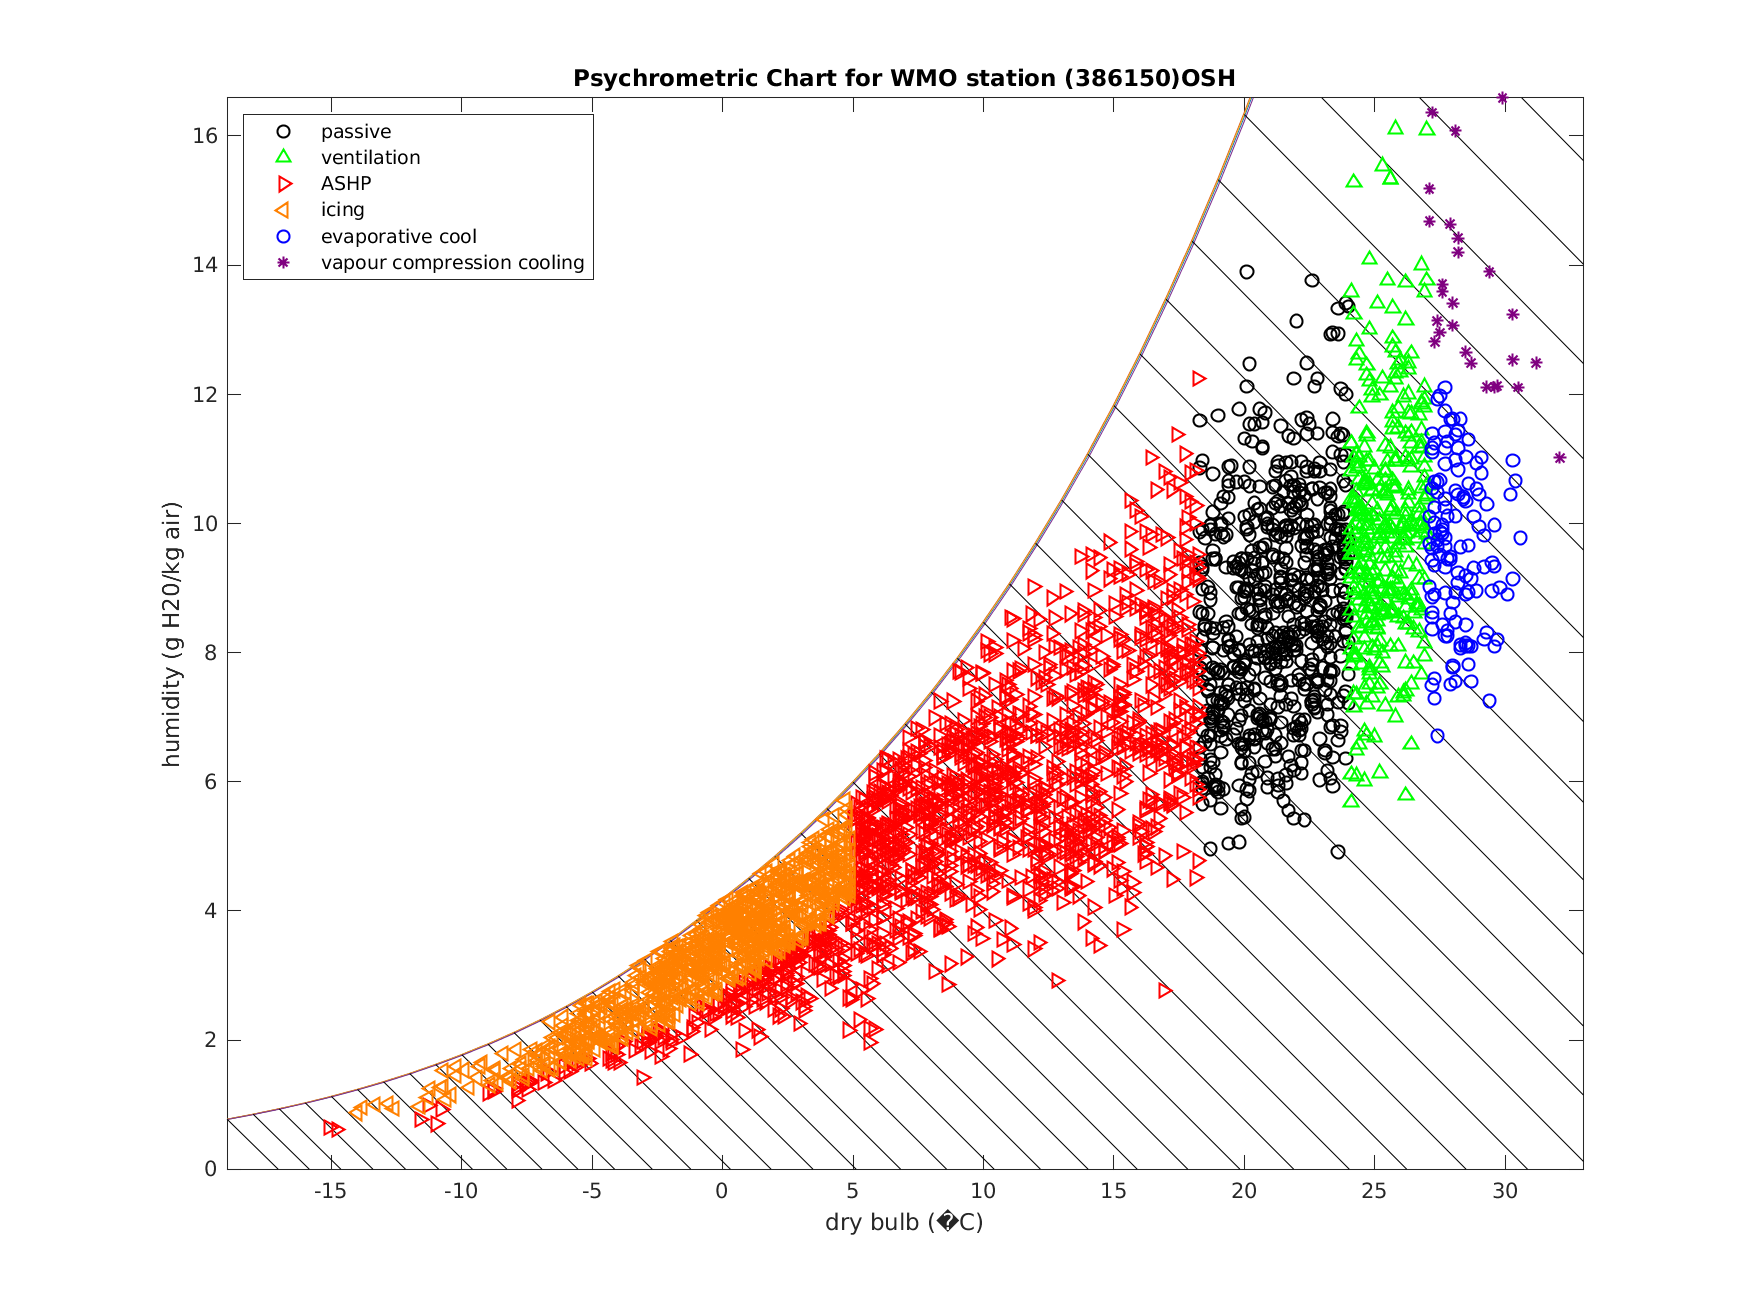 Psychrometric Chart for WMO station (386150)OSH
passive
ventilation
ASHP
icing
evaporative cool
vapour compression cooling
humidity (g H20/kg air)
16
14
12
10
8
6
4
2
0
-15 -10 -5 0 5 10 15 20 25 30
dry bulb (�C)